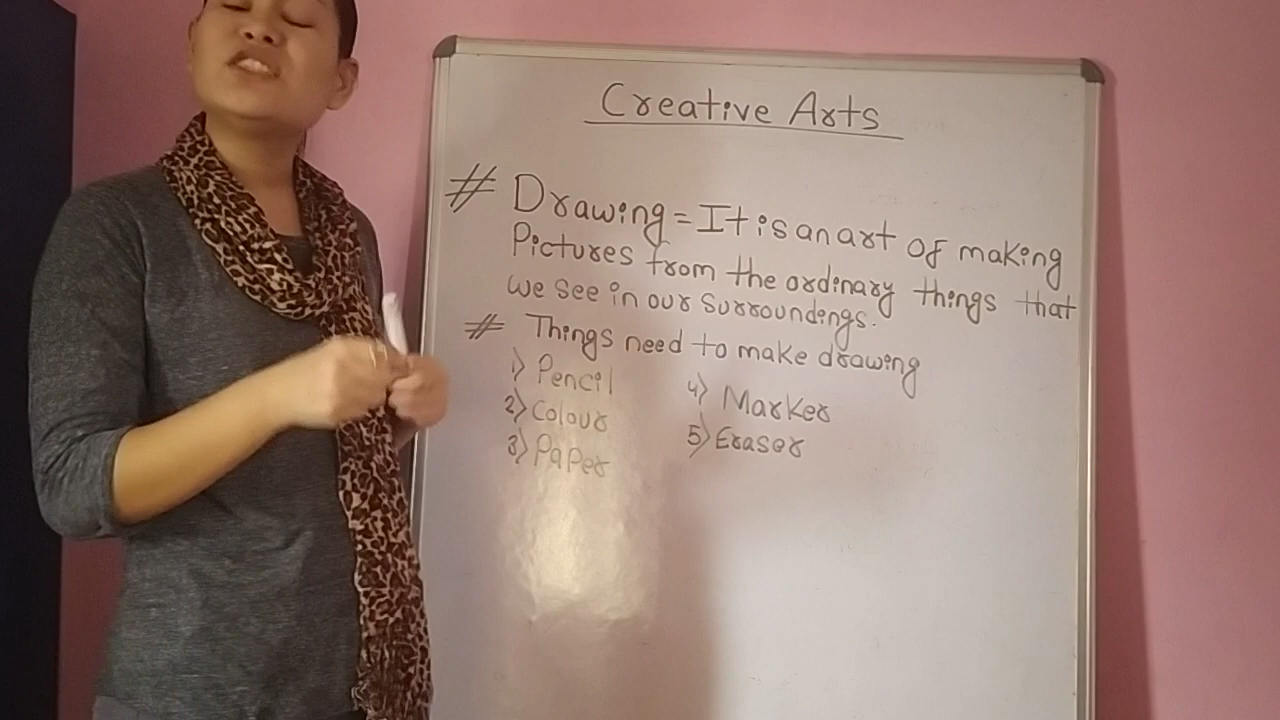 Creative Arts
# Drawing = It is an art of making
Pictures from the ordinary things that
we see in our surroundings.
# Things need to make drawing
1) Pencil 4) Marker
2) Colour 5) Eraser
3) Paper